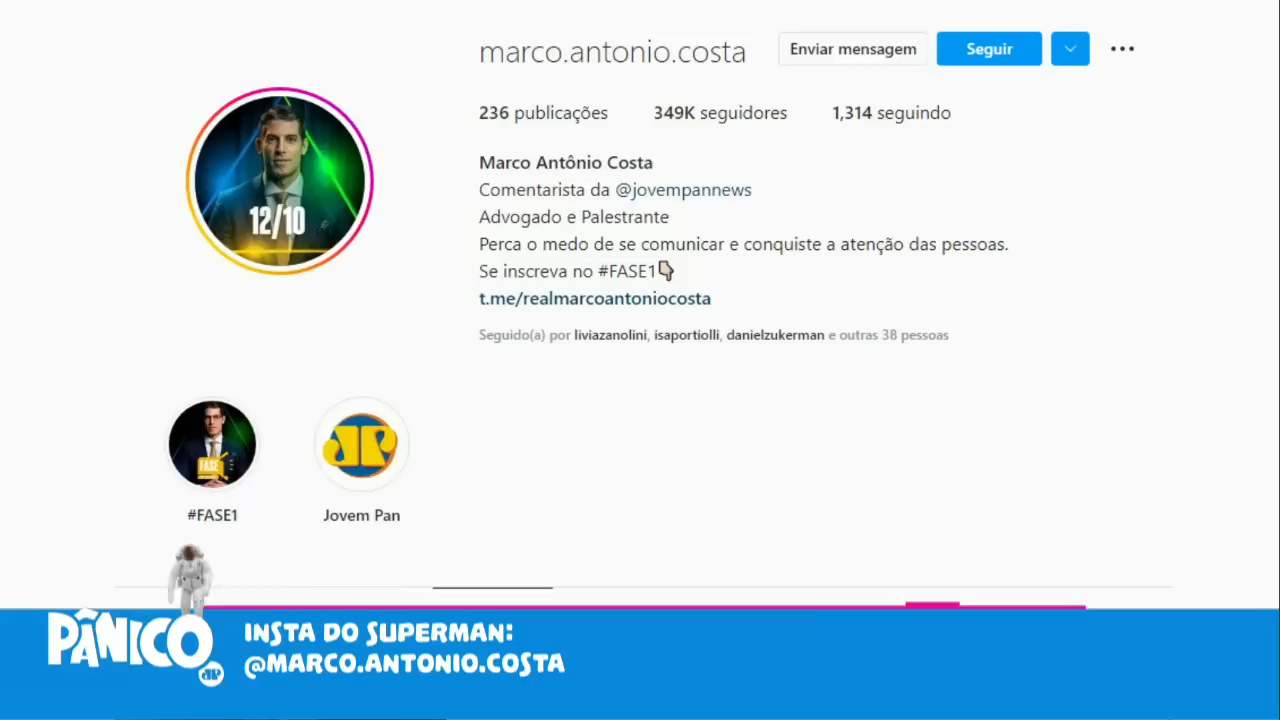 marco.antonio.costa
Enviar mensagem
Seguir
236 publicações
349K seguidores
1,314 seguindo
12/10
Marco Antônio Costa
Comentarista da @jovempannews
Advogado e Palestrante
Perca o medo de se comunicar e conquiste a atenção das pessoas.
Se inscreva no #FASE1👇🏻
t.me/realmarcoantoniocosta
Seguido(a) por liviazanolini, isaportiolli, danielzukerman e outras 38 pessoas
FASE
JP
#FASE1
Jovem Pan
PÂNICO
JP
INSTA DO SUPERMAN:
@MARCO.ANTONIO.COSTA